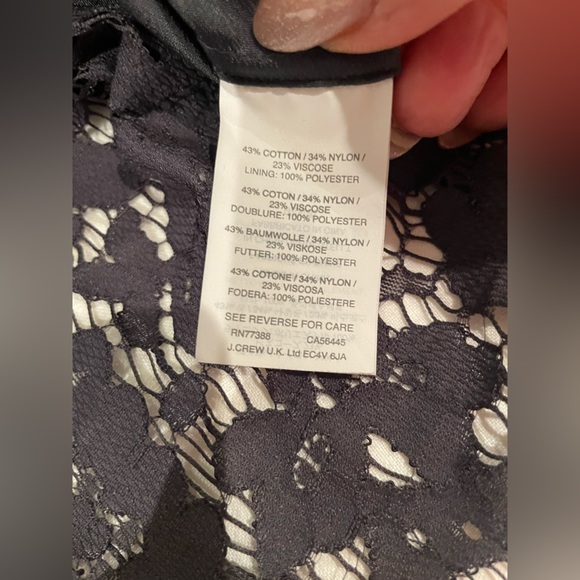 43% COTTON / 34% NYLON /
23% VISCOSE
LINING: 100% POLYESTER
43% COTON / 34% NYLON /
23% VISCOSE
DOUBLURE: 100% POLYESTER
43% BAUMWOLLE / 34% NYLON /
23% VISKOSE
FUTTER: 100% POLYESTER
43% COTONE / 34% NYLON /
23% VISCOSA
FODERA: 100% POLIESTERE
SEE REVERSE FOR CARE
RN77388 CA56445
J.CREW U.K. Ltd EC4V 6JA